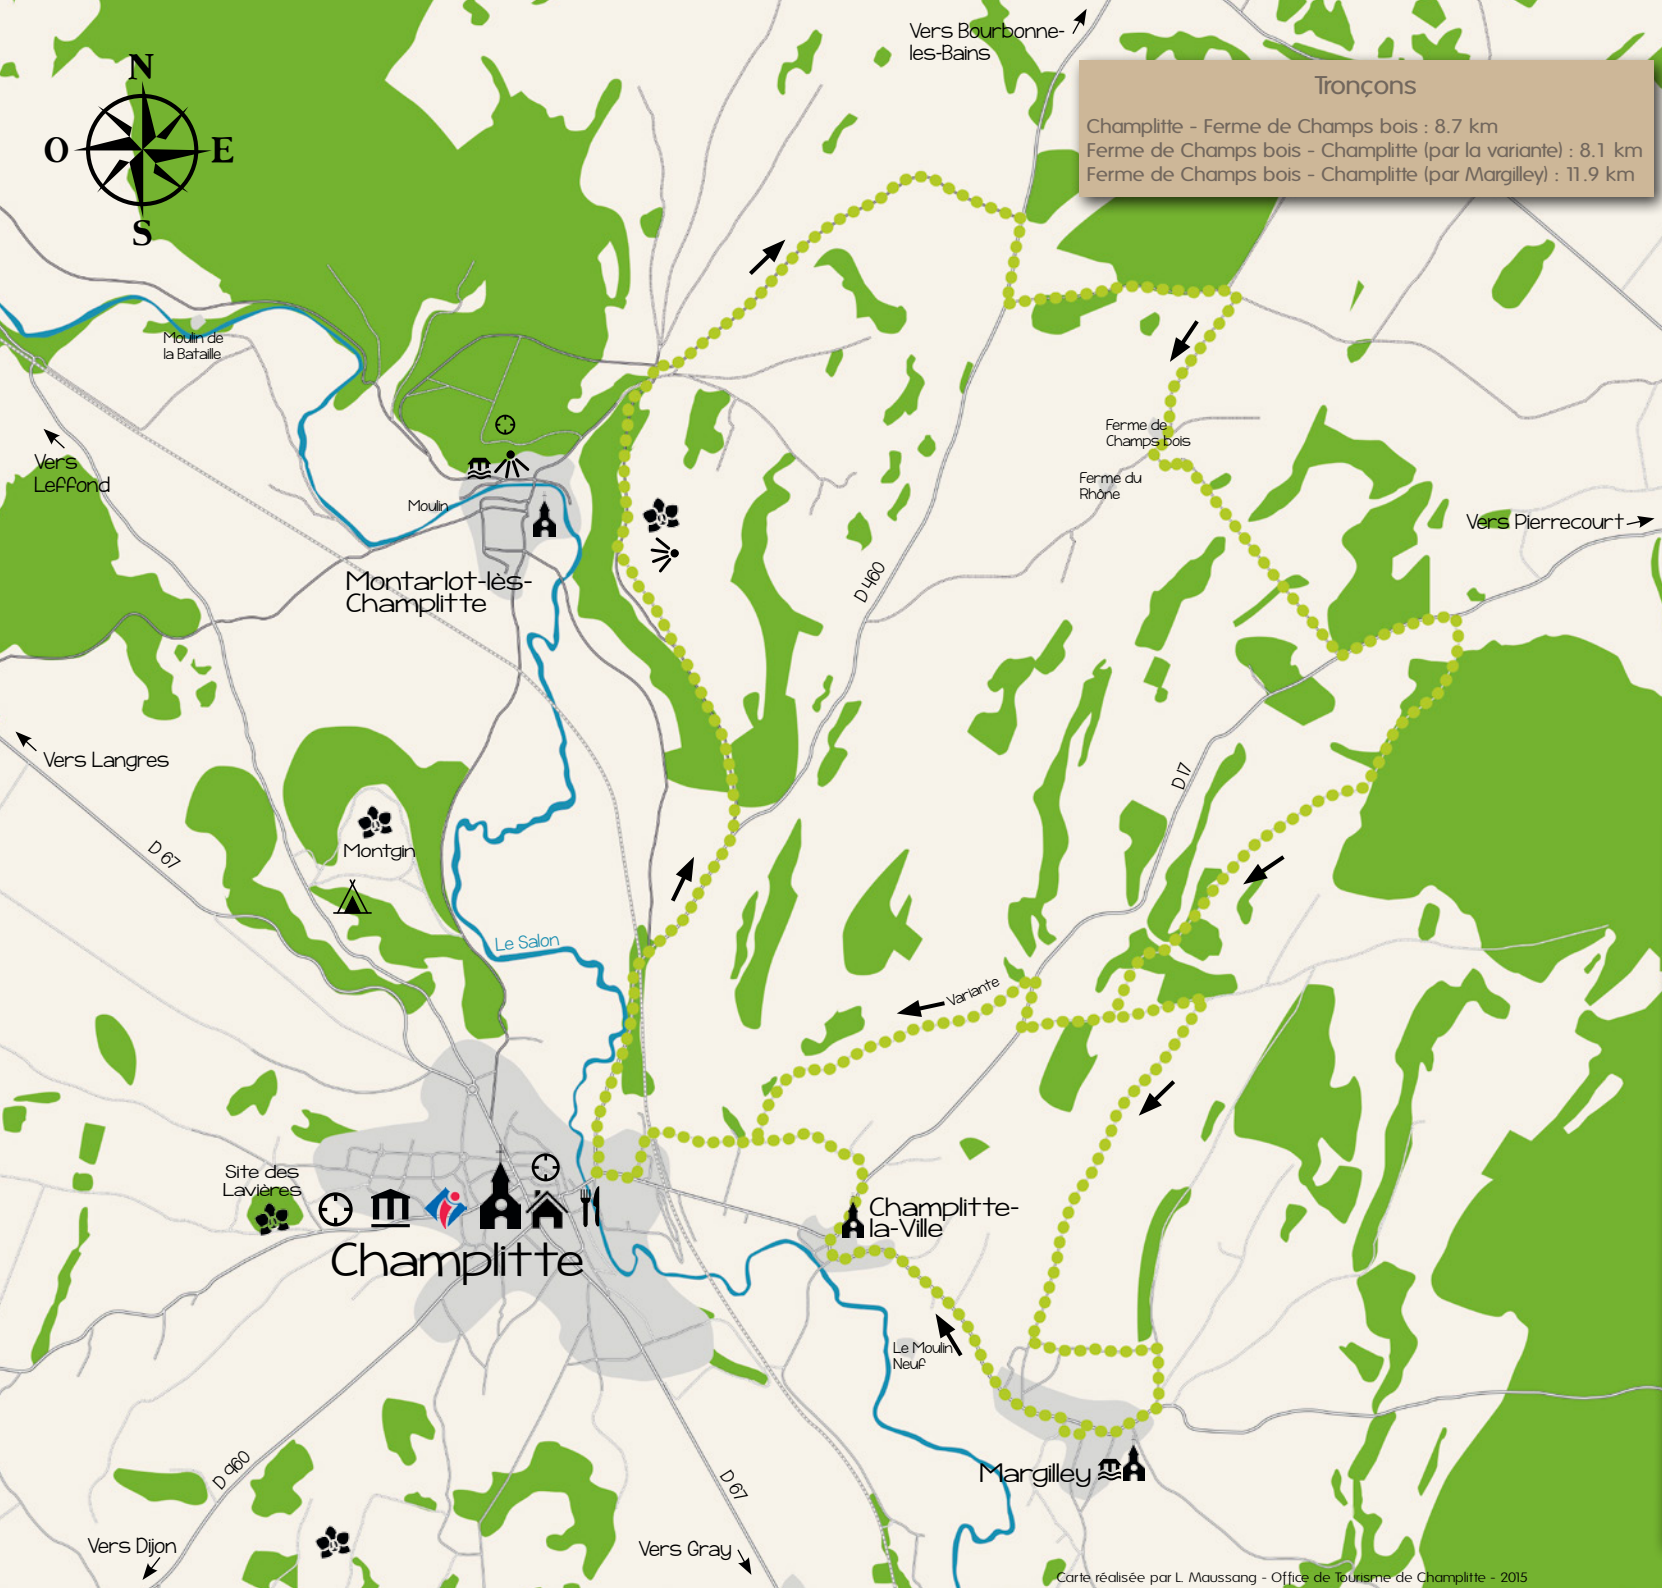 Vers Bourbonne-
les-Bains
Tronçons
Champlitte - Ferme de Champs bois : 8.7 km
Ferme de Champs bois - Champlitte (par la variante) : 8.1 km
Ferme de Champs bois - Champlitte (par Margilley) : 11.9 km
N
O
E
S
Moulin de
la Bataille
Vers
Leffond
Ferme de
Champs bois
Ferme du
Rhône
Moulin
Vers Pierrecourt
Montarlot-lès-
Champlitte
D 460
Vers Langres
D 17
D 67
Montgin
Le Salon
Variante
Site des
Lavières
Champlitte
Champlitte-
la-Ville
Le Moulin
Neuf
Margilley
D 960
D 67
Vers Dijon
Vers Gray
Carte réalisée par L. Maussang - Office de Tourisme de Champlitte - 2015